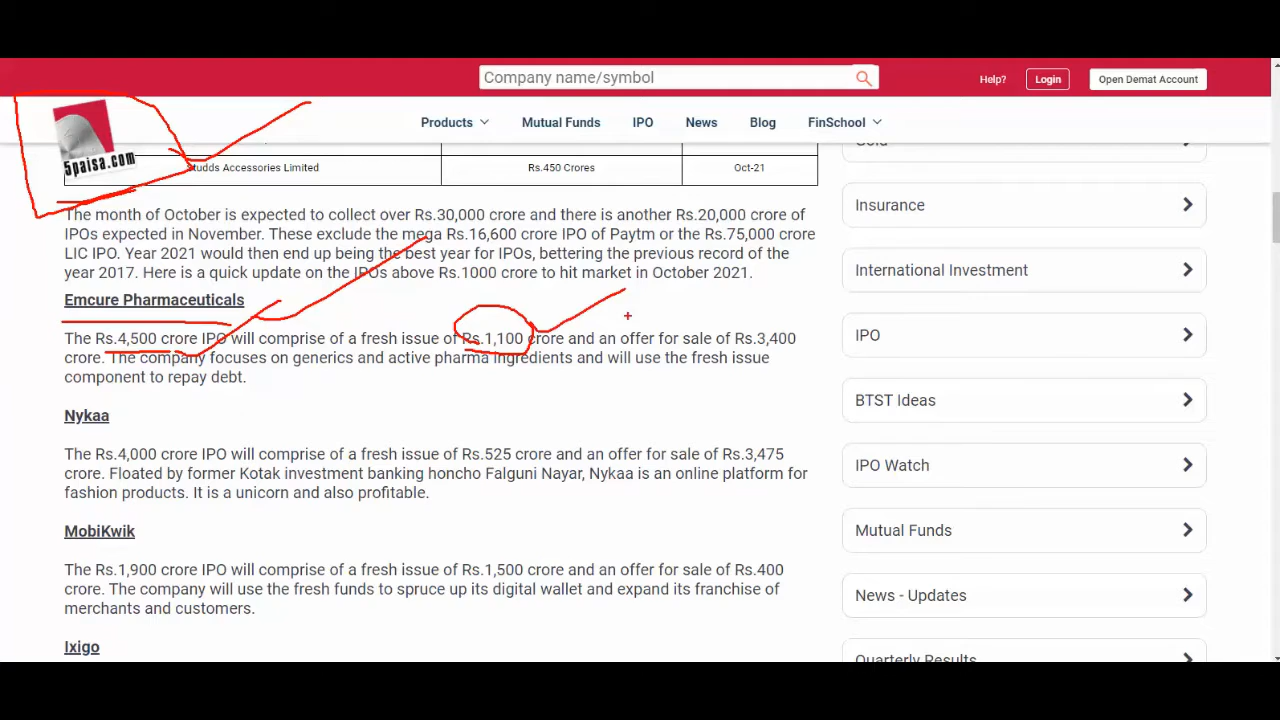 Company name/symbol
Help?
Login
Open Demat Account
5paisa.com
Products
Mutual Funds
IPO
News
Blog
FinSchool
Studds Accessories Limited
Rs.450 Crores
Oct-21
The month of October is expected to collect over Rs.30,000 crore and there is another Rs.20,000 crore of
IPOs expected in November. These exclude the mega Rs.16,600 crore IPO of Paytm or the Rs.75,000 crore
LIC IPO. Year 2021 would then end up being the best year for IPOs, bettering the previous record of the
year 2017. Here is a quick update on the IPOs above Rs.1000 crore to hit market in October 2021.
Emcure Pharmaceuticals
The Rs.4,500 crore IPO will comprise of a fresh issue of Rs.1,100 crore and an offer for sale of Rs.3,400
crore. The company focuses on generics and active pharma ingredients and will use the fresh issue
component to repay debt.
Nykaa
The Rs.4,000 crore IPO will comprise of a fresh issue of Rs.525 crore and an offer for sale of Rs.3,475
crore. Floated by former Kotak investment banking honcho Falguni Nayar, Nykaa is an online platform for
fashion products. It is a unicorn and also profitable.
MobiKwik
The Rs.1,900 crore IPO will comprise of a fresh issue of Rs.1,500 crore and an offer for sale of Rs.400
crore. The company will use the fresh funds to spruce up its digital wallet and expand its franchise of
merchants and customers.
Ixigo
Insurance
International Investment
IPO
BTST Ideas
IPO Watch
Mutual Funds
News - Updates
Quarterly Results